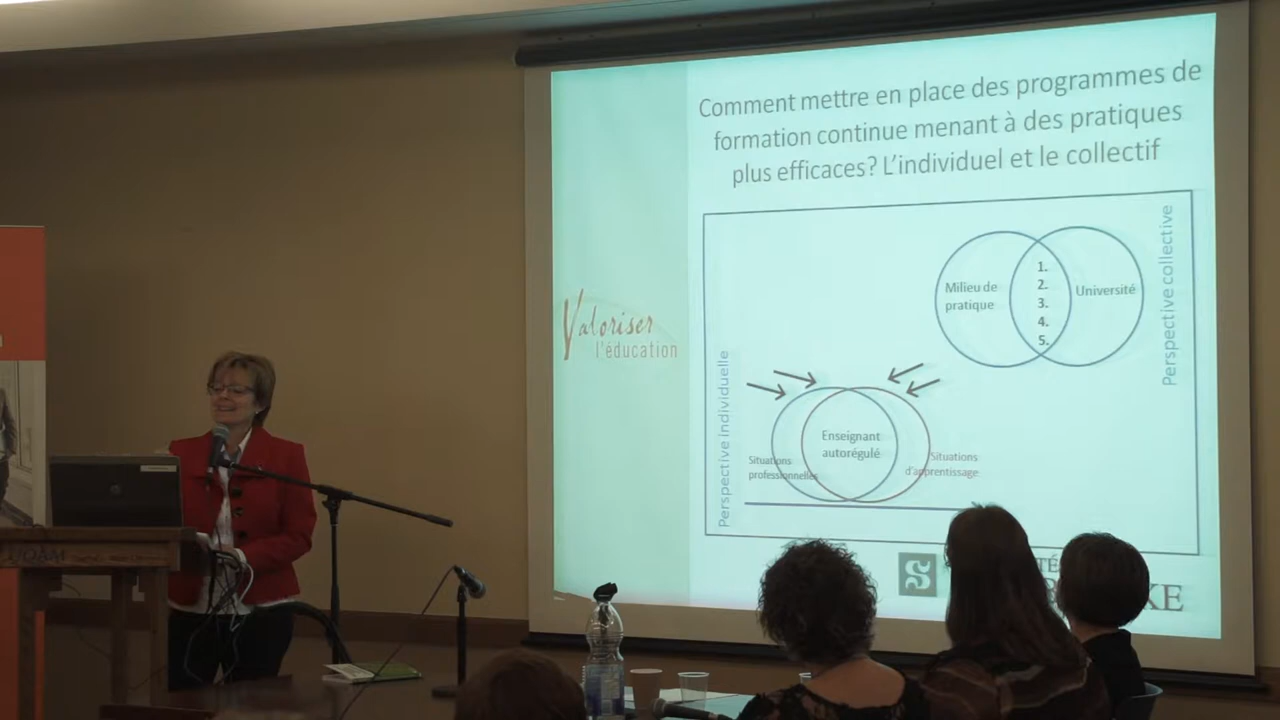 Comment mettre en place des programmes de
formation continue menant à des pratiques
plus efficaces? L'individuel et le collectif
Valoriser
l'éducation
Perspective individuelle
Perspective collective
Milieu de
pratique
1.
2.
3.
4.
5.
Université
Enseignant
autorégulé
Situations
professionnelles
Situations
d'apprentissage
UQAM